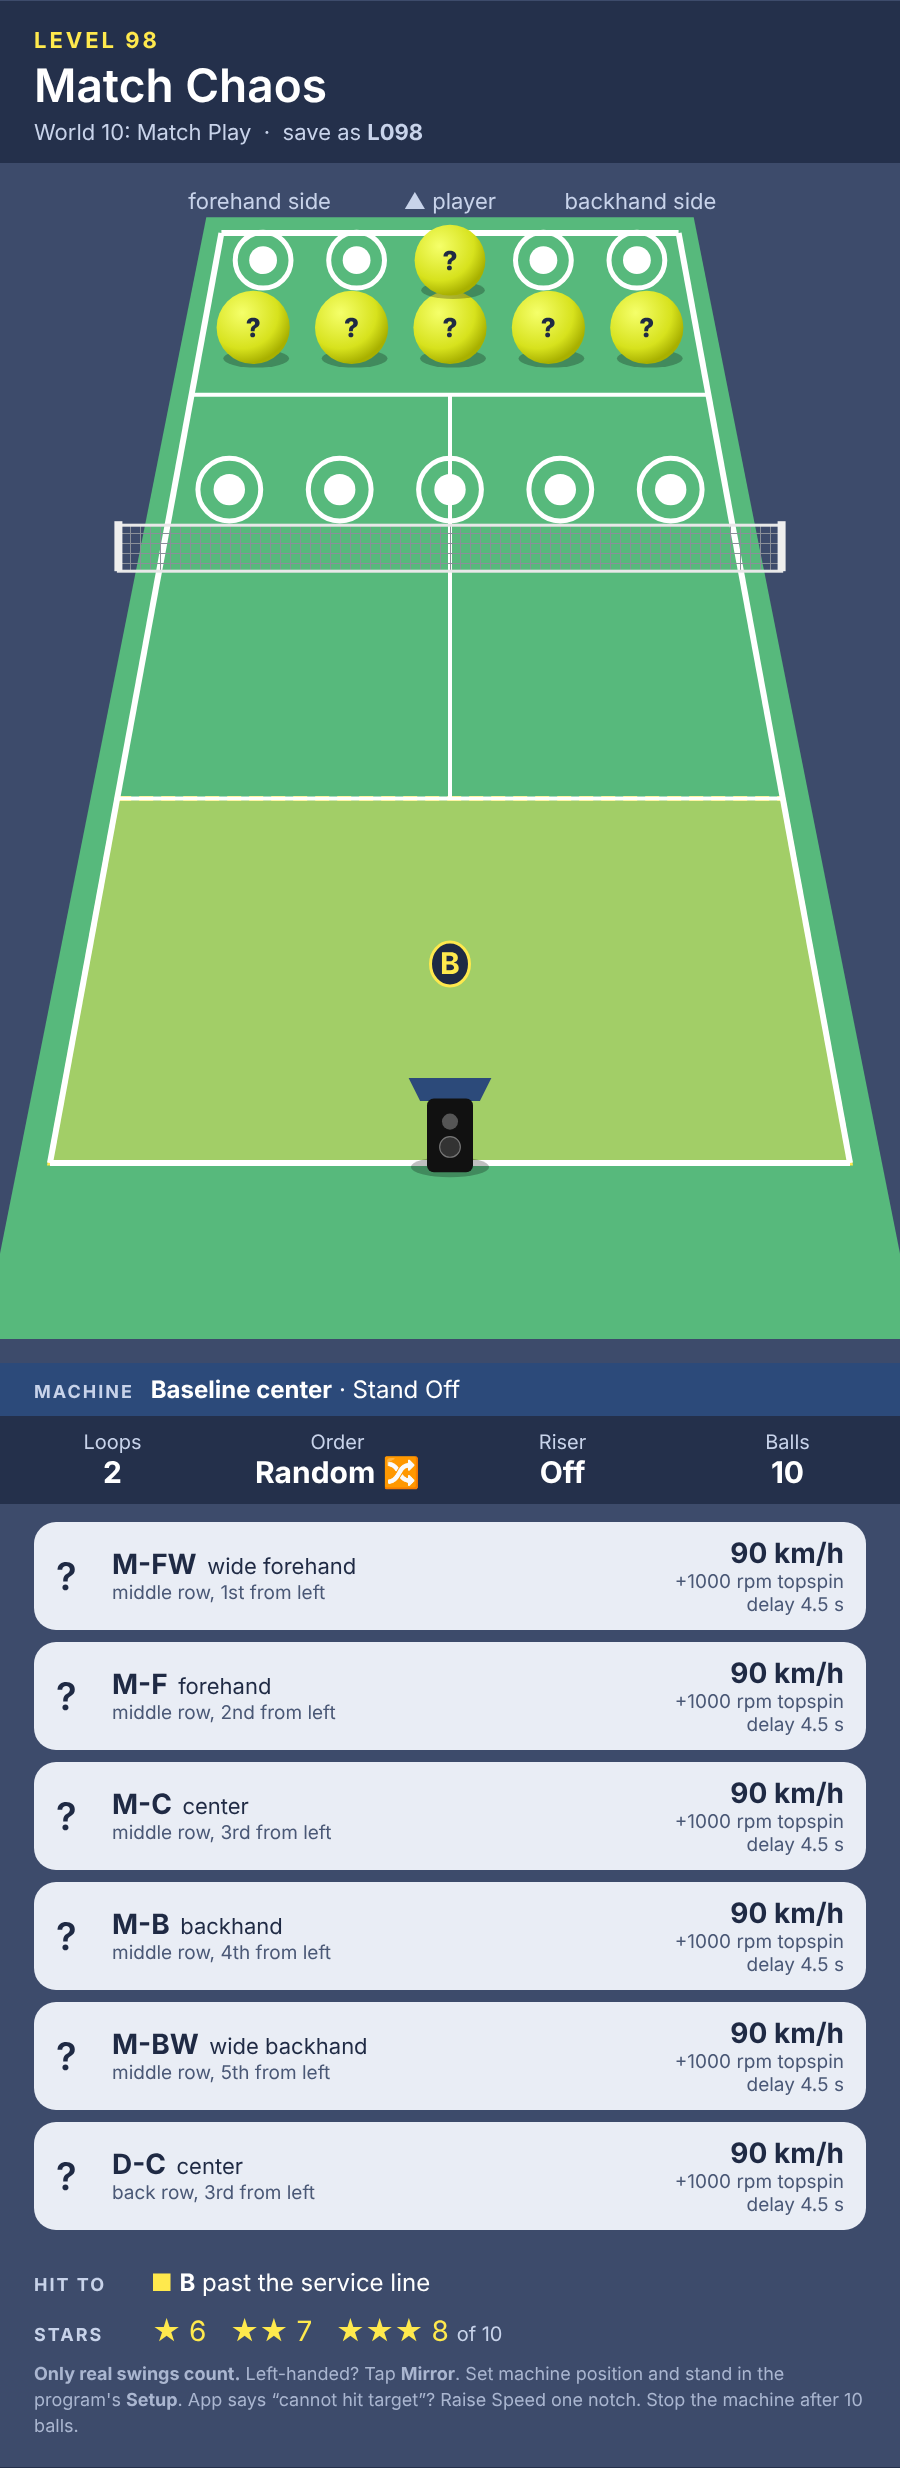 LEVEL 98
Match Chaos
World 10: Match Play · save as L098
forehand side ▲ player backhand side
?
? ? ? ? ?
B
MACHINE Baseline center · Stand Off
Loops Order Riser Balls
2 Random 🔀 Off 10
? M-FW wide forehand 90 km/h
middle row, 1st from left +1000 rpm topspin
delay 4.5 s
? M-F forehand 90 km/h
middle row, 2nd from left +1000 rpm topspin
delay 4.5 s
? M-C center 90 km/h
middle row, 3rd from left +1000 rpm topspin
delay 4.5 s
? M-B backhand 90 km/h
middle row, 4th from left +1000 rpm topspin
delay 4.5 s
? M-BW wide backhand 90 km/h
middle row, 5th from left +1000 rpm topspin
delay 4.5 s
? D-C center 90 km/h
back row, 3rd from left +1000 rpm topspin
delay 4.5 s
HIT TO B past the service line
STARS ★ 6 ★★ 7 ★★★ 8 of 10
Only real swings count. Left-handed? Tap Mirror. Set machine position and stand in the
program's Setup. App says “cannot hit target”? Raise Speed one notch. Stop the machine after 10
balls.